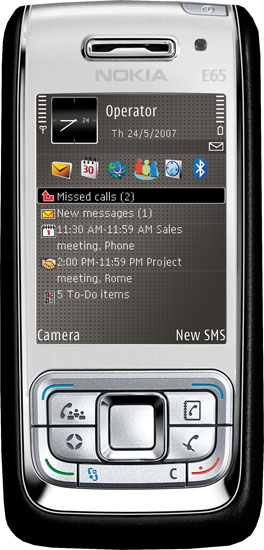 NOKIA E65
24
Operator
Th 24/5/2007
30
Missed calls (2)
New messages (1)
11:30 AM-11:59 AM Sales
meeting, Phone
2:00 PM-11:59 PM Project
meeting, Rome
5 To-Do items
Camera New SMS
C